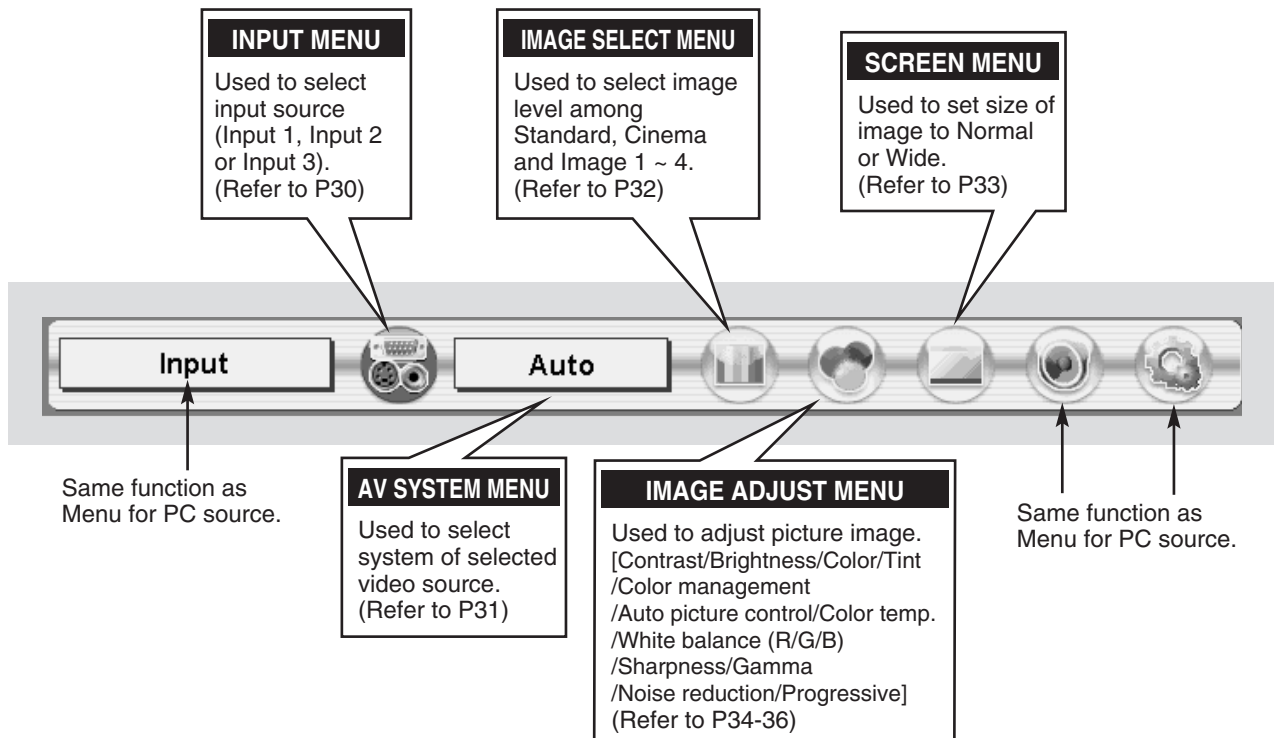 INPUT MENU
Used to select
input source
(Input 1, Input 2
or Input 3).
(Refer to P30)
IMAGE SELECT MENU
Used to select image
level among
Standard, Cinema
and Image 1 ~ 4.
(Refer to P32)
SCREEN MENU
Used to set size of
image to Normal
or Wide.
(Refer to P33)
Input
Auto
Same function as
Menu for PC source.
AV SYSTEM MENU
Used to select
system of selected
video source.
(Refer to P31)
IMAGE ADJUST MENU
Used to adjust picture image.
[Contrast/Brightness/Color/Tint
/Color management
/Auto picture control/Color temp.
/White balance (R/G/B)
/Sharpness/Gamma
/Noise reduction/Progressive]
(Refer to P34-36)
Same function as
Menu for PC source.